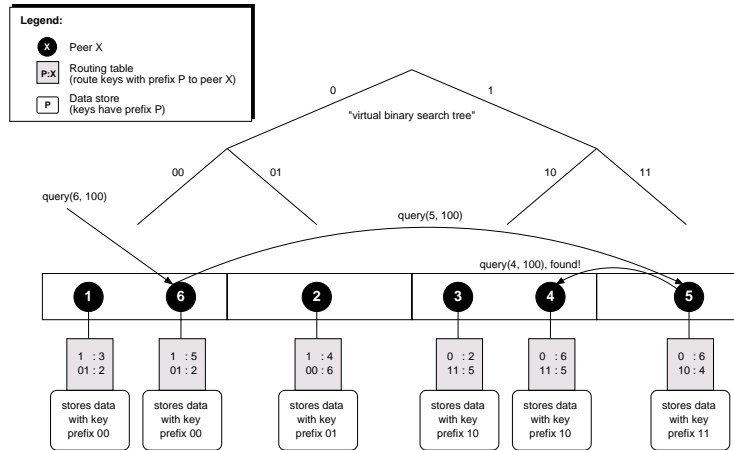 Legend:
X Peer X
P:X Routing table
(route keys with prefix P to peer X)
P Data store
(keys have prefix P)
0 1
"virtual binary search tree"
00 01 10 11
query(6, 100)
query(5, 100)
query(4, 100), found!
1 6 2 3 4 5
1 : 3
01 : 2
1 : 5
01 : 2
1 : 4
00 : 6
0 : 2
11 : 5
0 : 6
11 : 5
0 : 6
10 : 4
stores data
with key
prefix 00
stores data
with key
prefix 00
stores data
with key
prefix 01
stores data
with key
prefix 10
stores data
with key
prefix 10
stores data
with key
prefix 11